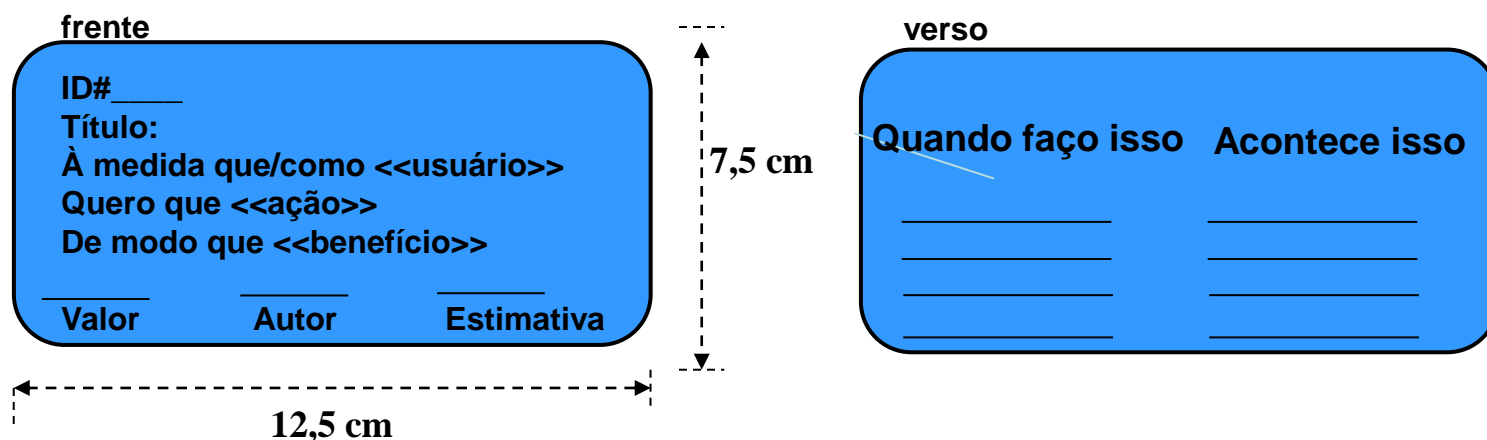 frente
ID#____
Título:
À medida que/como <<usuário>>
Quero que <<ação>>
De modo que <<benefício>>
Valor Autor Estimativa
12,5 cm
7,5 cm
verso
Quando faço isso Acontece isso